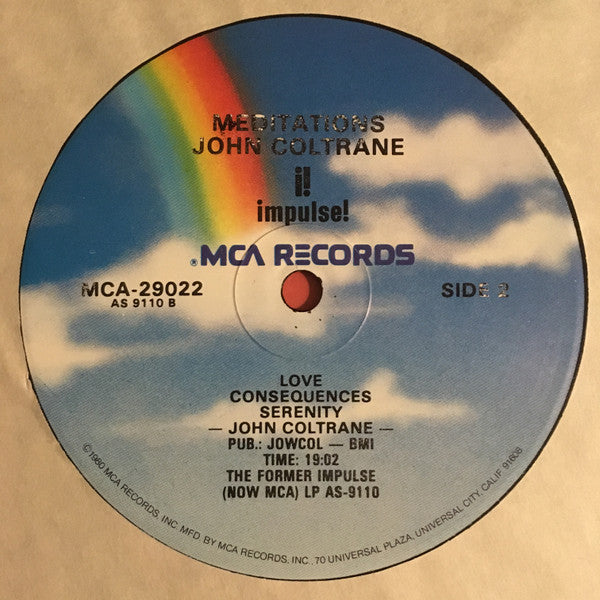 MEDITATIONS
JOHN COLTRANE
i!
impulse!
®MCA RECORDS
MCA-29022
AS 9110 B
SIDE 2
LOVE
CONSEQUENCES
SERENITY
— JOHN COLTRANE —
PUB.: JOWCOL — BMI
TIME: 19:02
THE FORMER IMPULSE
(NOW MCA) LP AS-9110
©1980 MCA RECORDS, INC. MFD. BY MCA RECORDS, INC., 70 UNIVERSAL PLAZA, UNIVERSAL CITY, CALIF. 91608